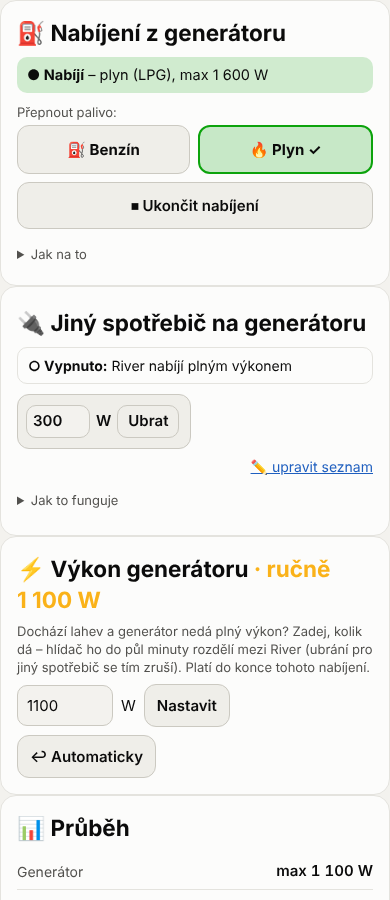 ⛽ Nabíjení z generátoru
● Nabíjí – plyn (LPG), max 1 600 W
Přepnout palivo:
⛽ Benzín
🔥 Plyn ✓
■ Ukončit nabíjení
▶ Jak na to
🔌 Jiný spotřebič na generátoru
○ Vypnuto: River nabíjí plným výkonem
300 W Ubrat
✏️ upravit seznam
▶ Jak to funguje
⚡ Výkon generátoru · ručně
1 100 W
Dochází lahev a generátor nedá plný výkon? Zadej, kolik
dá – hlídač ho do půl minuty rozdělí mezi River (ubrání pro
jiný spotřebič se tím zruší). Platí do konce tohoto nabíjení.
1100 W Nastavit
↩ Automaticky
📊 Průběh
Generátor max 1 100 W